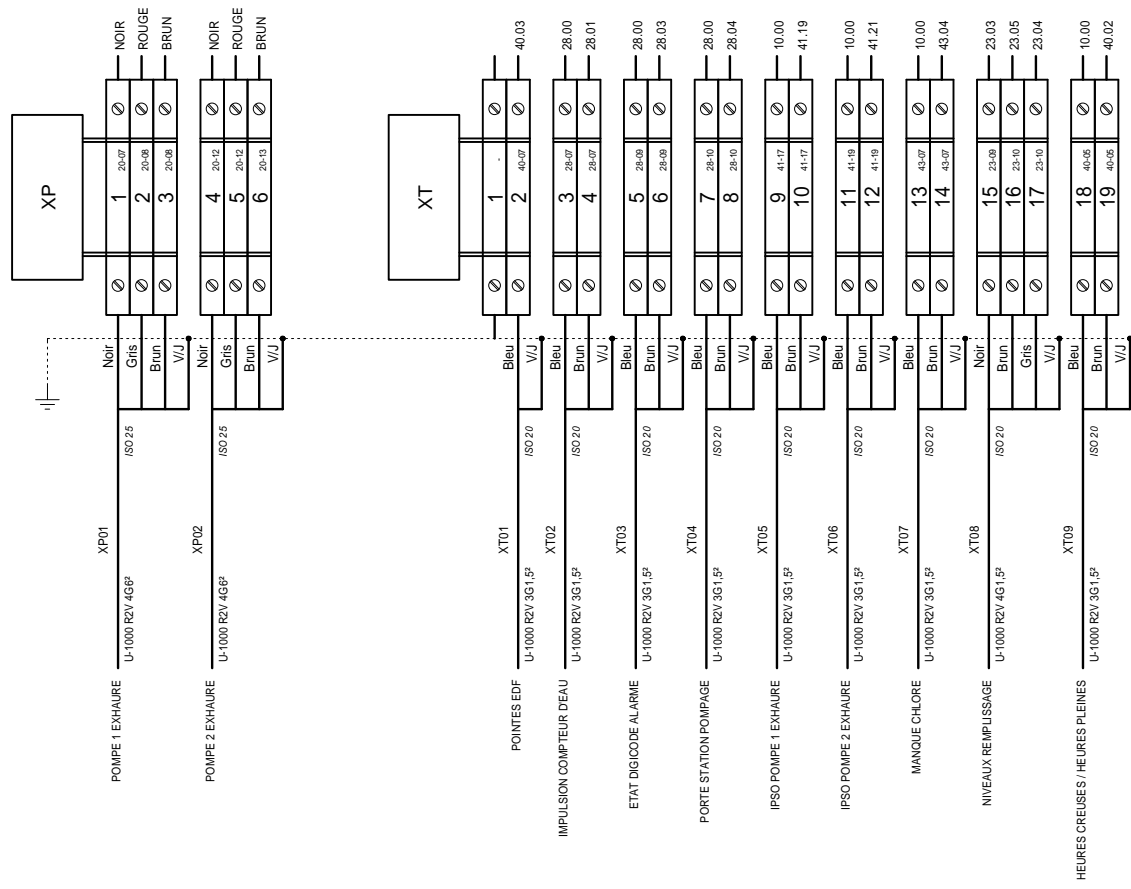 XP
NOIR
ROUGE
BRUN
NOIR
ROUGE
BRUN
1 20-07
2 20-08
3 20-08
4 20-12
5 20-12
6 20-13
Noir
Gris
Brun
V/J
Noir
Gris
Brun
V/J
ISO 25
ISO 25
XP01
XP02
U-1000 R2V 4G6²
U-1000 R2V 4G6²
POMPE 1 EXHAURE
POMPE 2 EXHAURE
XT
40.03
28.00
28.01
28.00
28.03
28.00
28.04
10.00
41.19
10.00
41.21
10.00
43.04
23.03
23.05
23.04
10.00
40.02
1 -
2 40-07
3 28-07
4 28-07
5 28-09
6 28-09
7 28-10
8 28-10
9 41-17
10 41-17
11 41-19
12 41-19
13 43-07
14 43-07
15 23-09
16 23-10
17 23-10
18 40-05
19 40-05
Bleu
V/J
Bleu
Brun
V/J
Bleu
Brun
V/J
Bleu
Brun
V/J
Bleu
Brun
V/J
Bleu
Brun
V/J
Bleu
Brun
V/J
Noir
Brun
Gris
V/J
Bleu
Brun
V/J
ISO 20
ISO 20
ISO 20
ISO 20
ISO 20
ISO 20
ISO 20
ISO 20
ISO 20
XT01
XT02
XT03
XT04
XT05
XT06
XT07
XT08
XT09
U-1000 R2V 3G1,5²
U-1000 R2V 3G1,5²
U-1000 R2V 3G1,5²
U-1000 R2V 3G1,5²
U-1000 R2V 3G1,5²
U-1000 R2V 3G1,5²
U-1000 R2V 3G1,5²
U-1000 R2V 4G1,5²
U-1000 R2V 3G1,5²
POINTES EDF
IMPULSION COMPTEUR D'EAU
ETAT DIGICODE ALARME
PORTE STATION POMPAGE
IPSO POMPE 1 EXHAURE
IPSO POMPE 2 EXHAURE
MANQUE CHLORE
NIVEAUX REMPLISSAGE
HEURES CREUSES / HEURES PLEINES